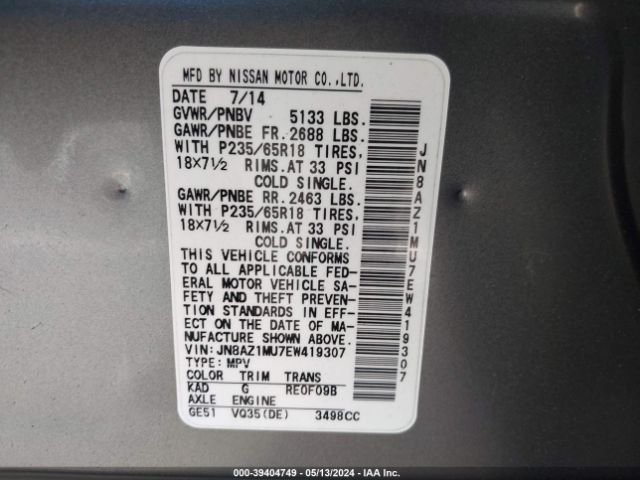 MFD BY NISSAN MOTOR CO.,LTD.
DATE 7/14
GVWR/PNBV 5133 LBS.
GAWR/PNBE FR. 2688 LBS.
WITH P235/65R18 TIRES,
18X7½ RIMS.AT 33 PSI
COLD SINGLE.
GAWR/PNBE RR. 2463 LBS.
WITH P235/65R18 TIRES,
18X7½ RIMS.AT 33 PSI
COLD SINGLE.
THIS VEHICLE CONFORMS
TO ALL APPLICABLE FED-
ERAL MOTOR VEHICLE SA-
FETY AND THEFT PREVEN-
TION STANDARDS IN EFF-
ECT ON THE DATE OF MA-
NUFACTURE SHOWN ABOVE.
VIN: JN8AZ1MU7EW419307
TYPE: MPV
COLOR TRIM TRANS
KAD G RE0F09B
AXLE ENGINE
GE51 VQ35(DE) 3498CC
JN8AZ1MU7EW419307
000-39404749 — 05/13/2024 — IAA Inc.